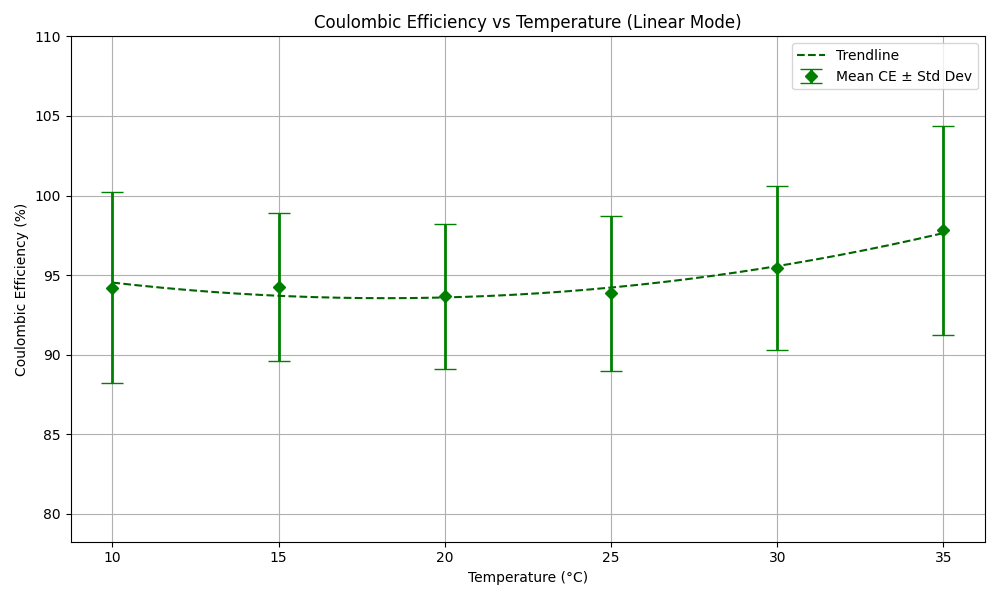 Coulombic Efficiency vs Temperature (Linear Mode)
110
105
100
95
90
85
80
Coulombic Efficiency (%)
Trendline
Mean CE ± Std Dev
10
15
20
25
30
35
Temperature (°C)